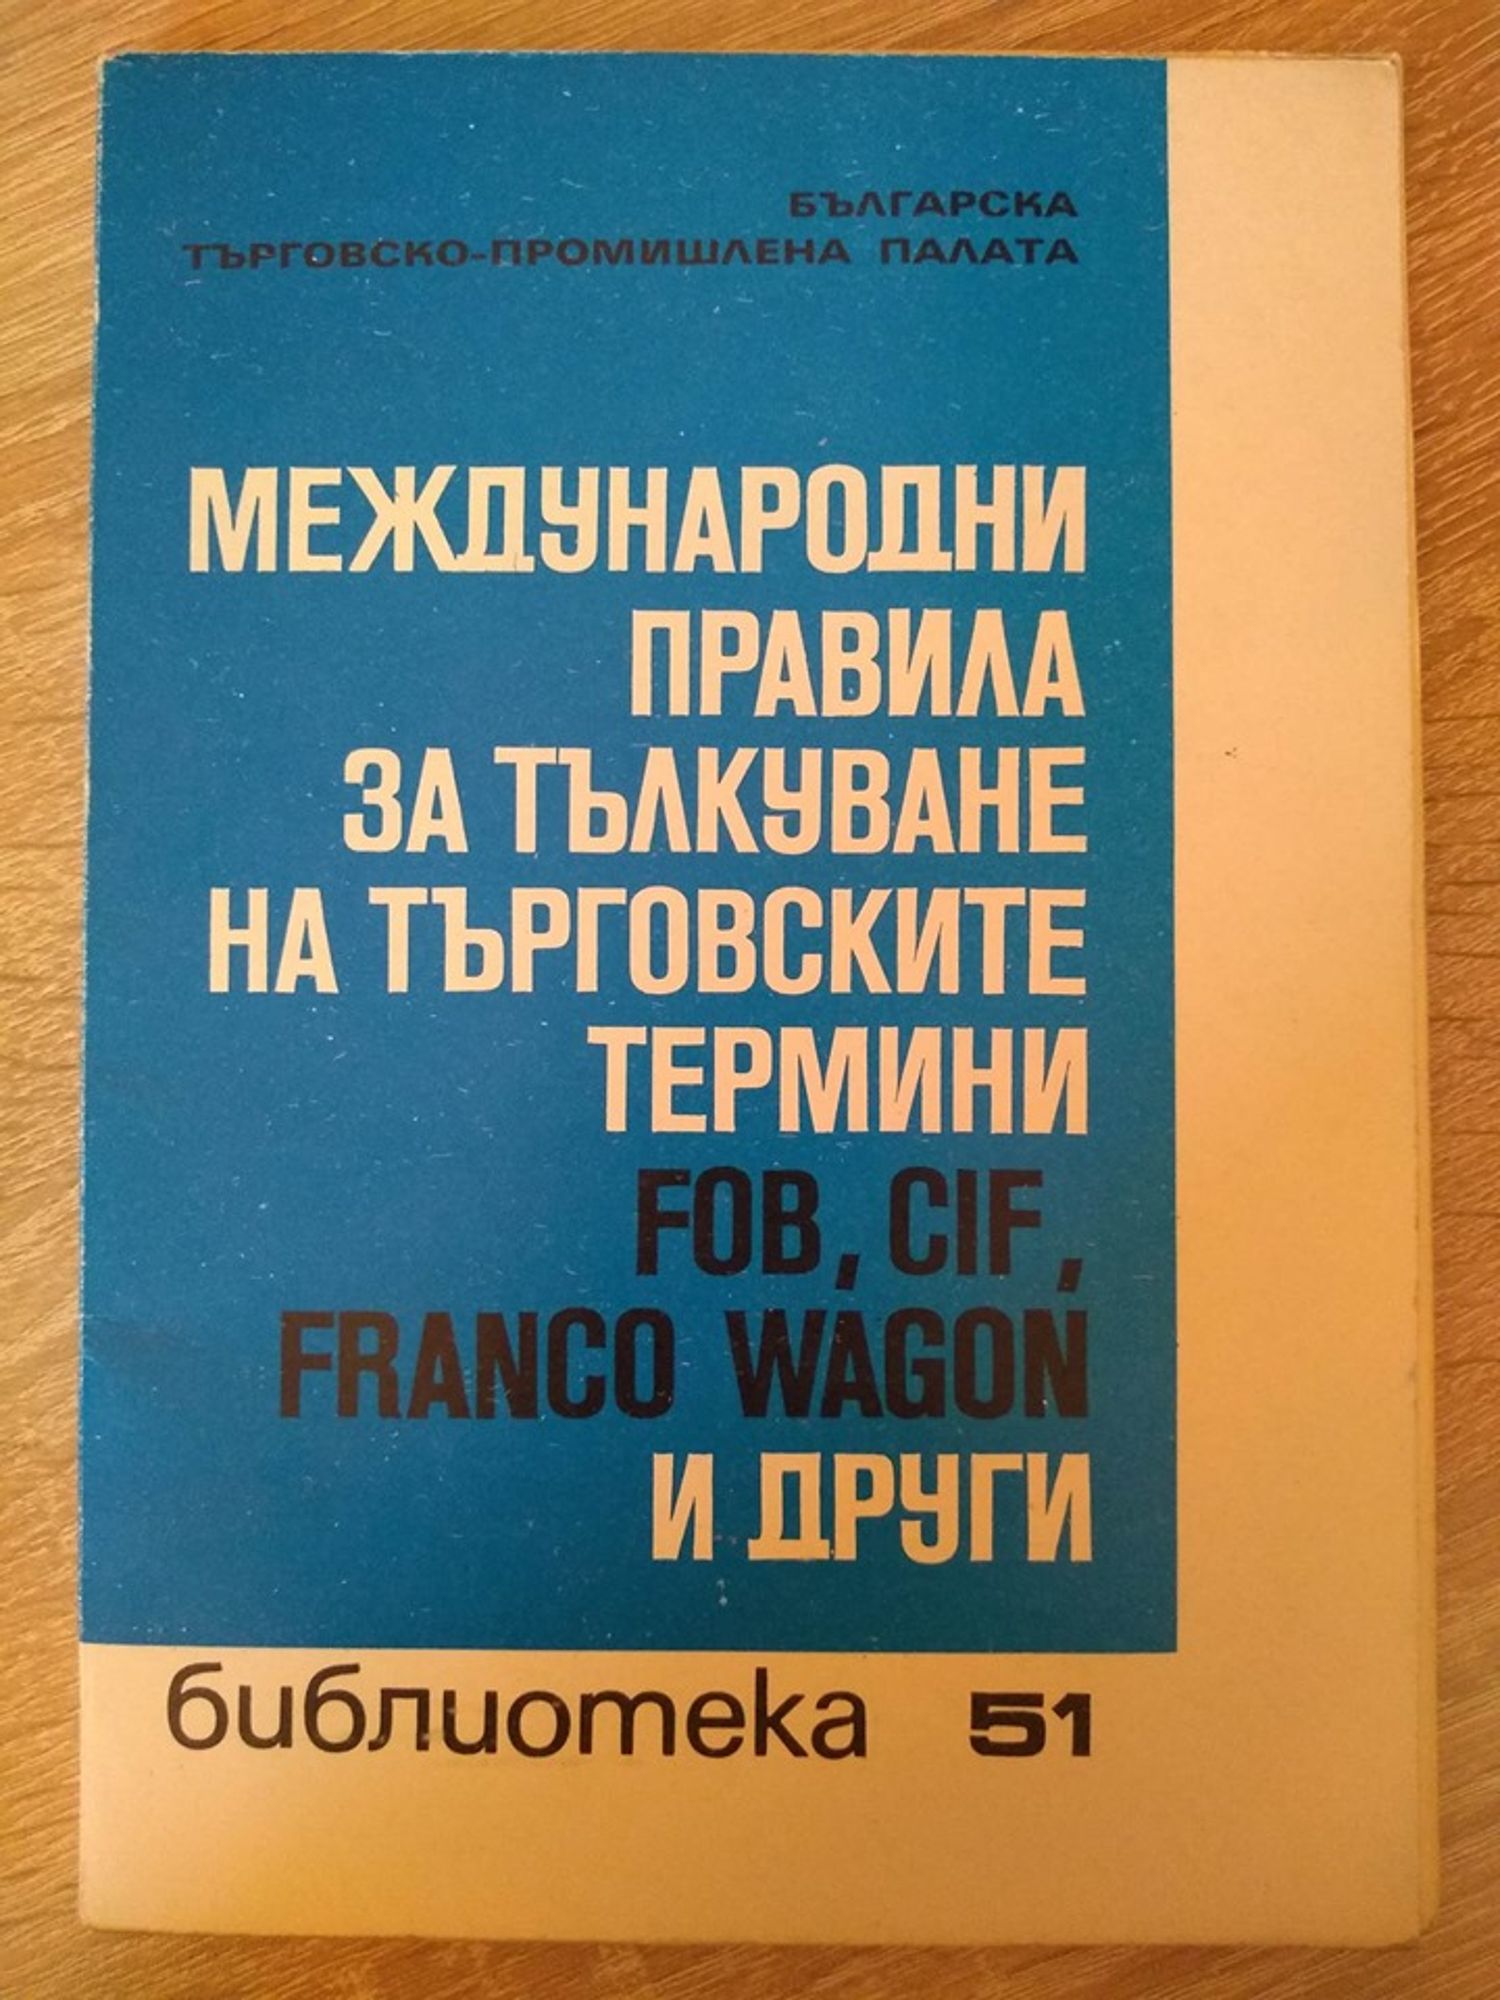 БЪЛГАРСКА
ТЪРГОВСКО-ПРОМИШЛЕНА ПАЛАТА
МЕЖДУНАРОДНИ
ПРАВИЛА
ЗА ТЪЛКУВАНЕ
НА ТЪРГОВСКИТЕ
ТЕРМИНИ
FOB, CIF,
FRANCO WAGON
И ДРУГИ
библиотека 51